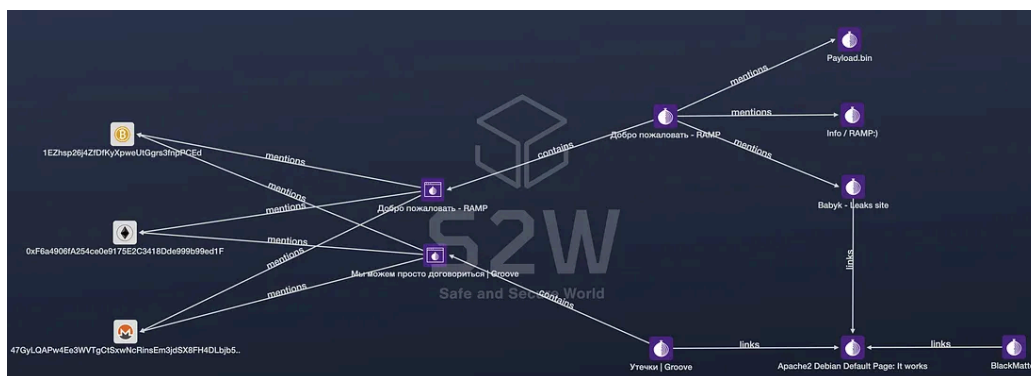 Payload.bin
mentions
Добро пожаловать - RAMP
mentions
Info / RAMP:)
mentions
Babyk - Leaks site
contains
1EZhsp26j4ZfDfKyXpweUtGgrs3fnpPCEd
mentions
mentions
Добро пожаловать - RAMP
mentions
0xF6a4906fA254ce0e9175E2C3418Dde999b99ed1F
mentions
mentions
Мы можем просто договориться | Groove
mentions
S2W
Safe and Secure World
links
contains
47GyLQAPw4Ee3WVTgCtSxwNcRinsEm3jdSX8FH4DLbjb5..
Утечки | Groove
links
Apache2 Debian Default Page: It works
links
BlackMatt